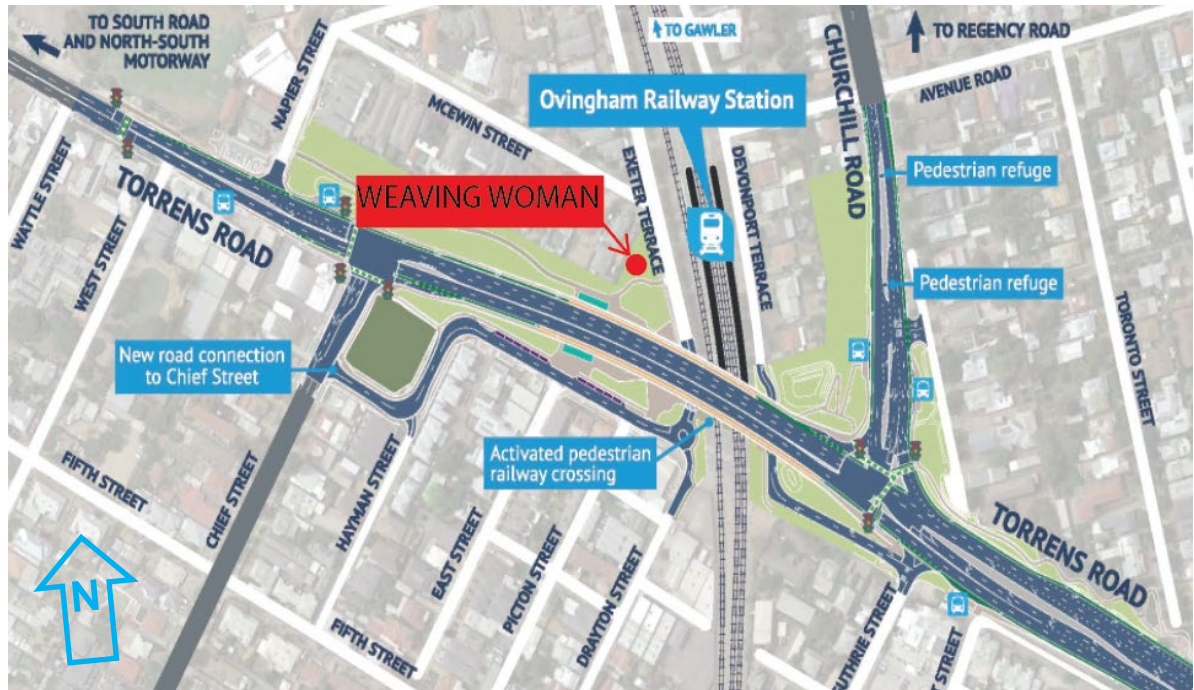 TO SOUTH ROAD
AND NORTH-SOUTH
MOTORWAY
NAPIER STREET
TO GAWLER
CHURCHILL ROAD
TO REGENCY ROAD
AVENUE ROAD
Ovingham Railway Station
MCEWIN STREET
EXETER TERRACE
DEVONPORT TERRACE
Pedestrian refuge
WATTLE STREET
WEST STREET
TORRENS ROAD
WEAVING WOMAN
Pedestrian refuge
TORONTO STREET
New road connection
to Chief Street
Activated pedestrian
railway crossing
FIFTH STREET
CHIEF STREET
HAYMAN STREET
EAST STREET
PICTON STREET
DRAYTON STREET
TORRENS ROAD
N
FIFTH STREET
GUTHRIE STREET
STREET